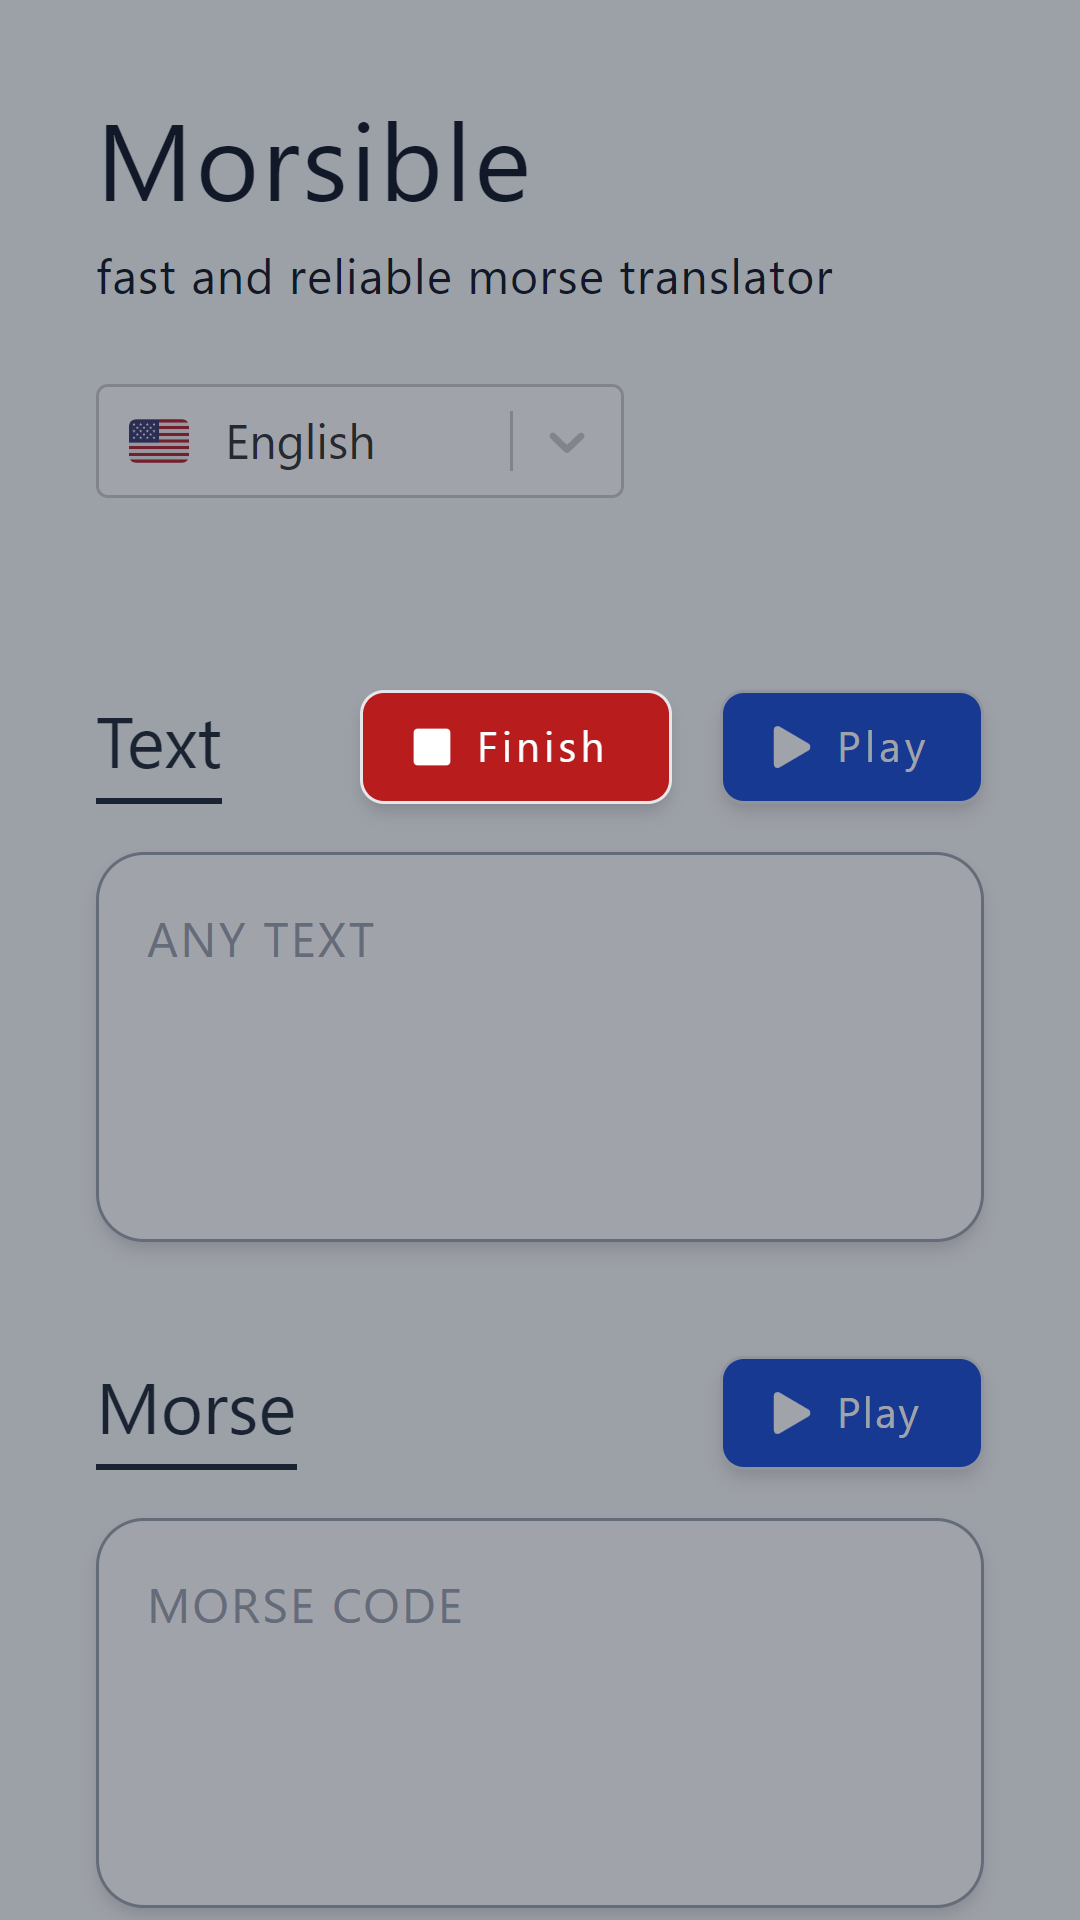 Morsible
fast and reliable morse translator
English
Text
Finish
Play
ANY TEXT
Morse
Play
MORSE CODE